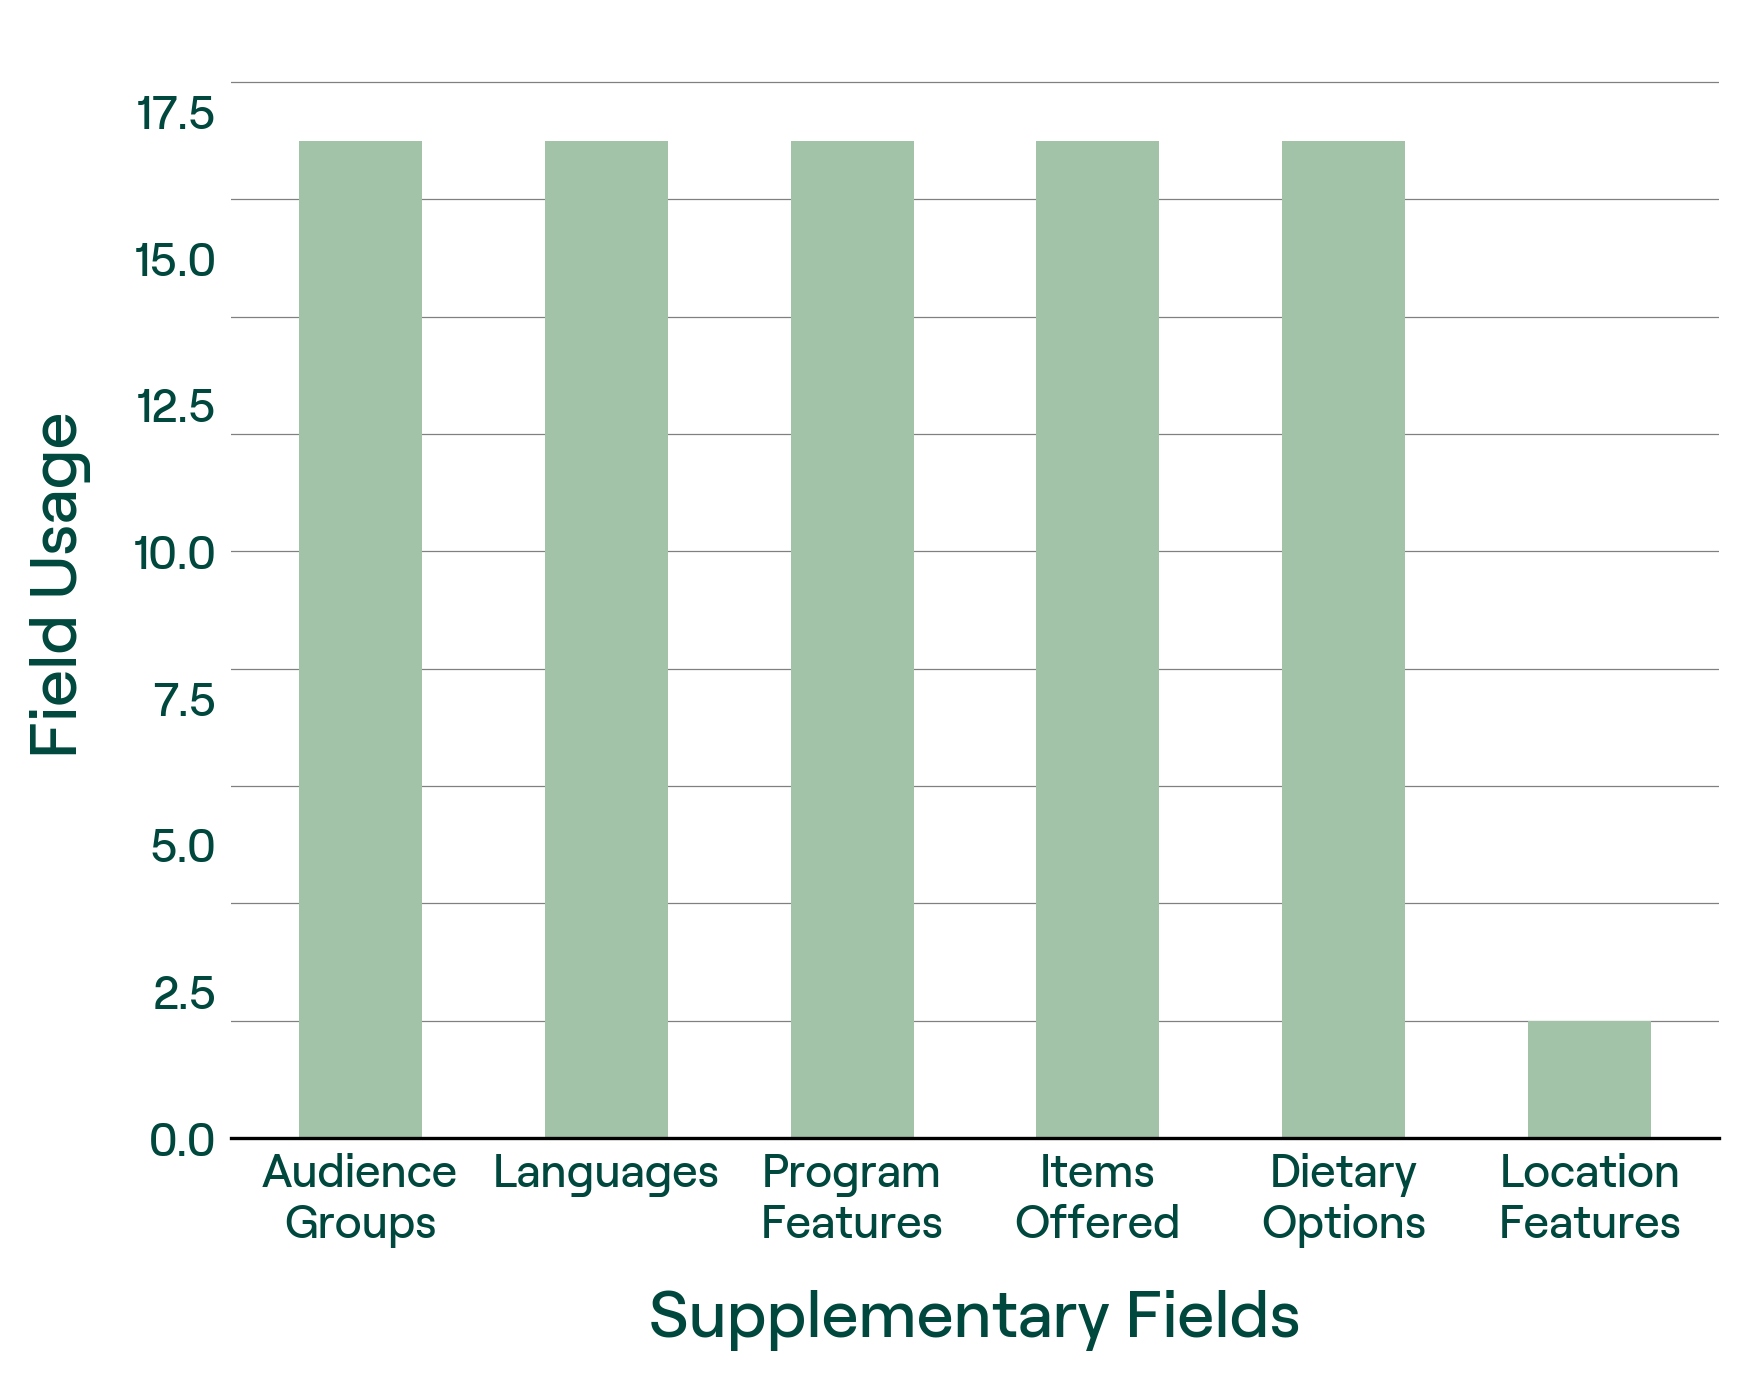 17.5
15.0
12.5
10.0
7.5
5.0
2.5
0.0
Field Usage
Audience Groups
Languages
Program Features
Items Offered
Dietary Options
Location Features
Supplementary Fields